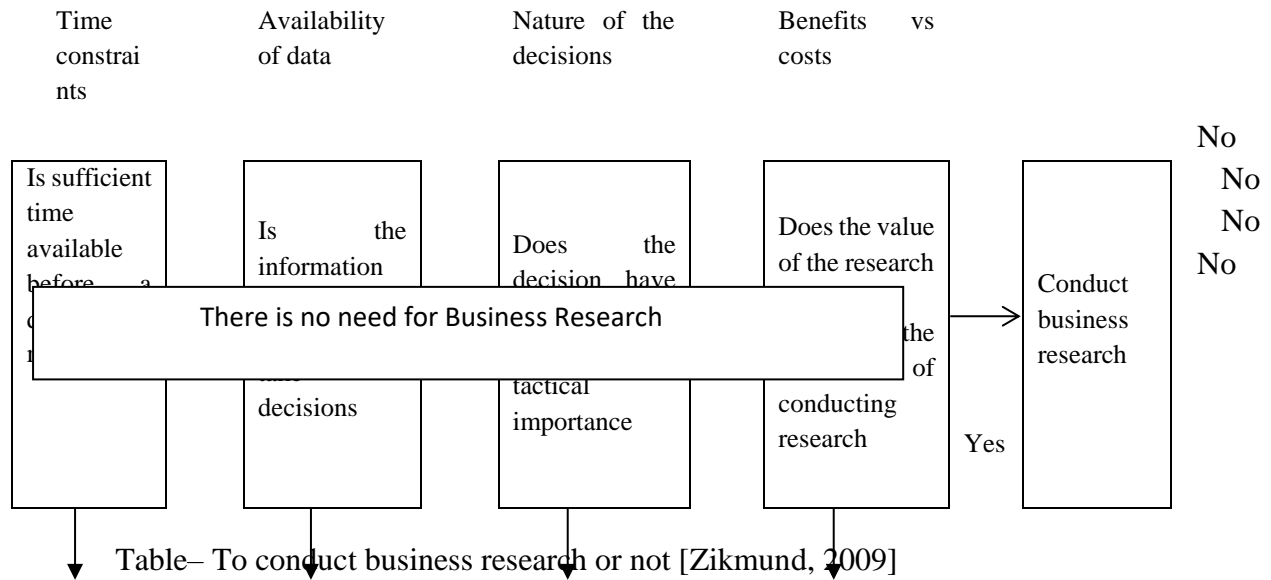 Time
constrai
nts
Availability
of data
Nature of the
decisions
Benefits vs
costs
No
No
No
No
Is sufficient
time
available
before a
Is the
information
decisions
Does the
decision have
tactical
importance
Does the value
of the research
the
of
conducting
research
There is no need for Business Research
Yes
Conduct
business
research
Table– To conduct business research or not [Zikmund, 2009]